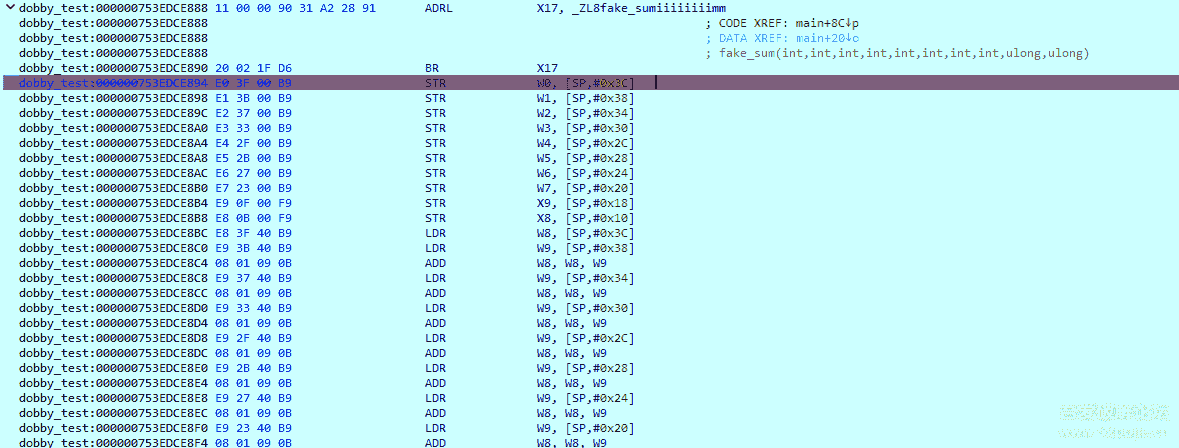 dobby_test:000000753EDCE888 11 00 00 90 31 A2 28 91 ADRL X17, _ZL8fake_sumiiiiiiiimm
dobby_test:000000753EDCE888 ; CODE XREF: main+8C↓p
dobby_test:000000753EDCE888 ; DATA XREF: main+20↓o
dobby_test:000000753EDCE888 ; fake_sum(int,int,int,int,int,int,int,int,ulong,ulong)
dobby_test:000000753EDCE890 20 02 1F D6 BR X17
dobby_test:000000753EDCE894 E0 3F 00 B9 STR W0, [SP,#0x3C]
dobby_test:000000753EDCE898 E1 3B 00 B9 STR W1, [SP,#0x38]
dobby_test:000000753EDCE89C E2 37 00 B9 STR W2, [SP,#0x34]
dobby_test:000000753EDCE8A0 E3 33 00 B9 STR W3, [SP,#0x30]
dobby_test:000000753EDCE8A4 E4 2F 00 B9 STR W4, [SP,#0x2C]
dobby_test:000000753EDCE8A8 E5 2B 00 B9 STR W5, [SP,#0x28]
dobby_test:000000753EDCE8AC E6 27 00 B9 STR W6, [SP,#0x24]
dobby_test:000000753EDCE8B0 E7 23 00 B9 STR W7, [SP,#0x20]
dobby_test:000000753EDCE8B4 E9 0F 00 F9 STR X9, [SP,#0x18]
dobby_test:000000753EDCE8B8 E8 0B 00 F9 STR X8, [SP,#0x10]
dobby_test:000000753EDCE8BC E8 3F 40 B9 LDR W8, [SP,#0x3C]
dobby_test:000000753EDCE8C0 E9 3B 40 B9 LDR W9, [SP,#0x38]
dobby_test:000000753EDCE8C4 08 01 09 0B ADD W8, W8, W9
dobby_test:000000753EDCE8C8 E9 37 40 B9 LDR W9, [SP,#0x34]
dobby_test:000000753EDCE8CC 08 01 09 0B ADD W8, W8, W9
dobby_test:000000753EDCE8D0 E9 33 40 B9 LDR W9, [SP,#0x30]
dobby_test:000000753EDCE8D4 08 01 09 0B ADD W8, W8, W9
dobby_test:000000753EDCE8D8 E9 2F 40 B9 LDR W9, [SP,#0x2C]
dobby_test:000000753EDCE8DC 08 01 09 0B ADD W8, W8, W9
dobby_test:000000753EDCE8E0 E9 2B 40 B9 LDR W9, [SP,#0x28]
dobby_test:000000753EDCE8E4 08 01 09 0B ADD W8, W8, W9
dobby_test:000000753EDCE8E8 E9 27 40 B9 LDR W9, [SP,#0x24]
dobby_test:000000753EDCE8EC 08 01 09 0B ADD W8, W8, W9
dobby_test:000000753EDCE8F0 E9 23 40 B9 LDR W9, [SP,#0x20]
dobby_test:000000753EDCE8F4 08 01 09 0B ADD W8, W8, W9